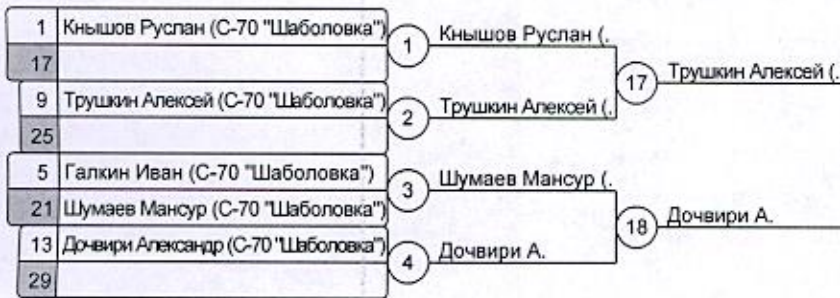 1 Кнышов Руслан (С-70 "Шаболовка")
1
Кнышов Руслан (.
17
17
Трушкин Алексей (.
9 Трушкин Алексей (С-70 "Шаболовка")
2
Трушкин Алексей (.
25
5 Галкин Иван (С-70 "Шаболовка")
3
Шумаев Мансур (.
21 Шумаев Мансур (С-70 "Шаболовка")
18
Дочвири А.
13 Дочвири Александр (С-70 "Шаболовка")
4
Дочвири А.
29